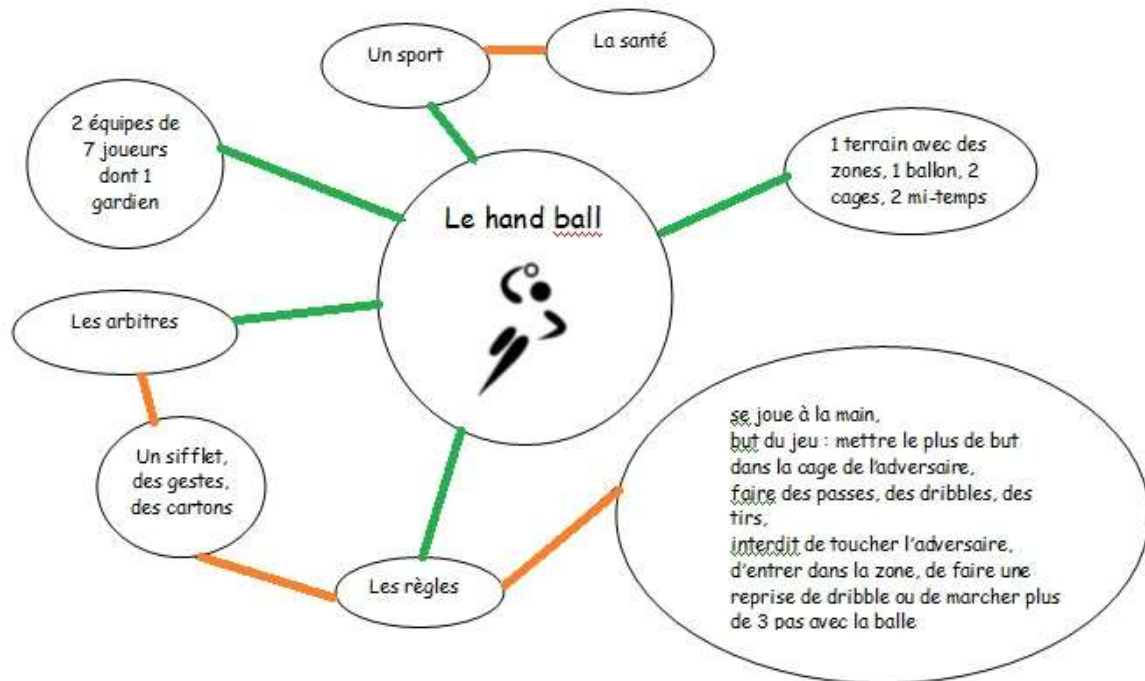 Un sport
La santé
2 équipes de
7 joueurs
dont 1
gardien
1 terrain avec des
zones, 1 ballon, 2
cages, 2 mi-temps
Le hand ball
Les arbitres
Un sifflet,
des gestes,
des cartons
Les règles
se joue à la main,
but du jeu : mettre le plus de but
dans la cage de l'adversaire,
faire des passes, des dribbles, des
tirs,
interdit de toucher l'adversaire,
d'entrer dans la zone, de faire une
reprise de dribble ou de marcher plus
de 3 pas avec la balle